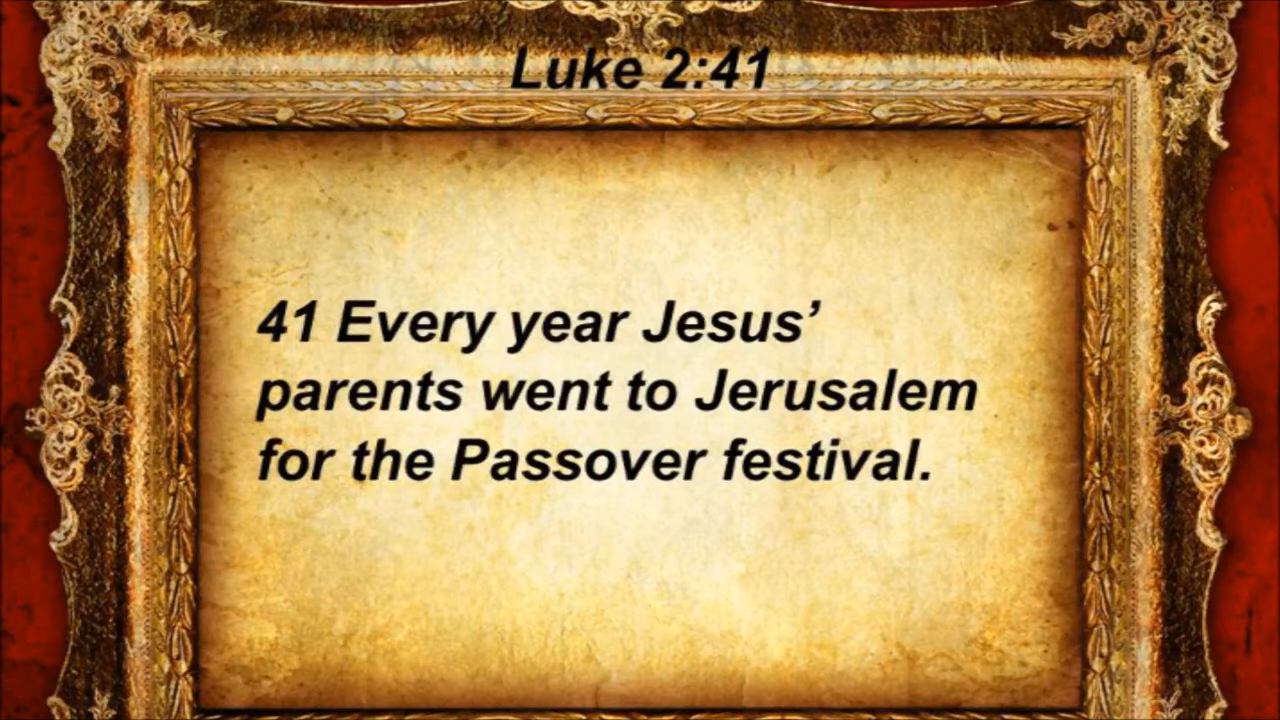 Luke 2:41
41 Every year Jesus’
parents went to Jerusalem
for the Passover festival.